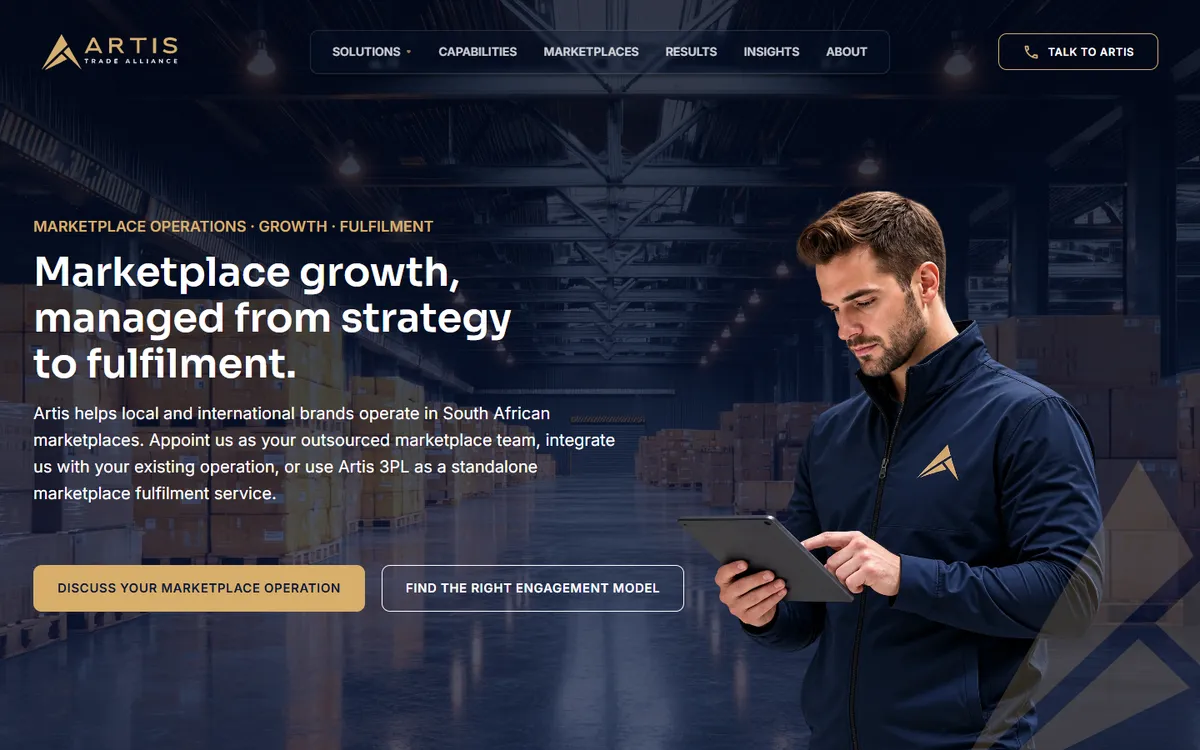 ARTIS
TRADE ALLIANCE
SOLUTIONS
CAPABILITIES
MARKETPLACES
RESULTS
INSIGHTS
ABOUT
TALK TO ARTIS
MARKETPLACE OPERATIONS · GROWTH · FULFILMENT
Marketplace growth,
managed from strategy
to fulfilment.
Artis helps local and international brands operate in South African
marketplaces. Appoint us as your outsourced marketplace team, integrate
us with your existing operation, or use Artis 3PL as a standalone
marketplace fulfilment service.
DISCUSS YOUR MARKETPLACE OPERATION
FIND THE RIGHT ENGAGEMENT MODEL